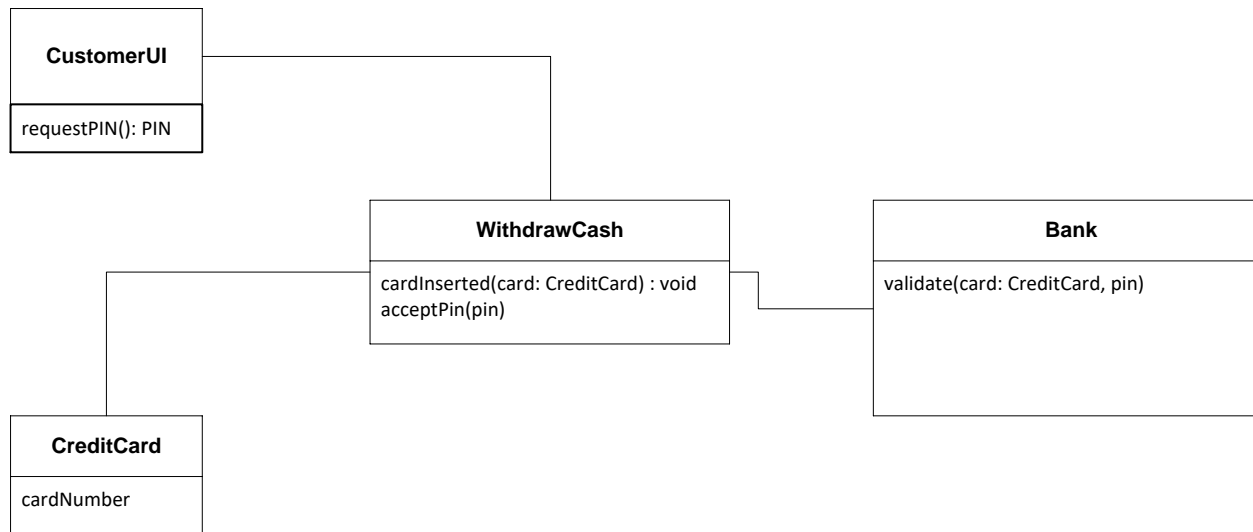 CustomerUI
requestPIN(): PIN
WithdrawCash
cardInserted(card: CreditCard) : void
acceptPin(pin)
Bank
validate(card: CreditCard, pin)
CreditCard
cardNumber